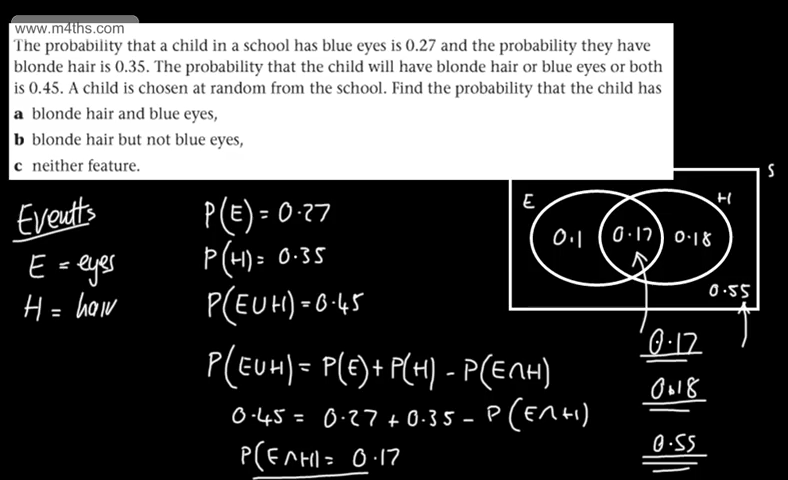 www.m4ths.com
The probability that a child in a school has blue eyes is 0.27 and the probability they have
blonde hair is 0.35. The probability that the child will have blonde hair or blue eyes or both
is 0.45. A child is chosen at random from the school. Find the probability that the child has
a blonde hair and blue eyes,
b blonde hair but not blue eyes,
c neither feature.
S
E
H
0.1
0.17
0.18
0.55
Events
E = eyes
H = hair
P(E) = 0.27
P(H) = 0.35
P(E∪H) = 0.45
P(E∪H) = P(E) + P(H) - P(E∩H)
0.45 = 0.27 + 0.35 - P(E∩H)
P(E∩H) = 0.17
0.17
0.18
0.55